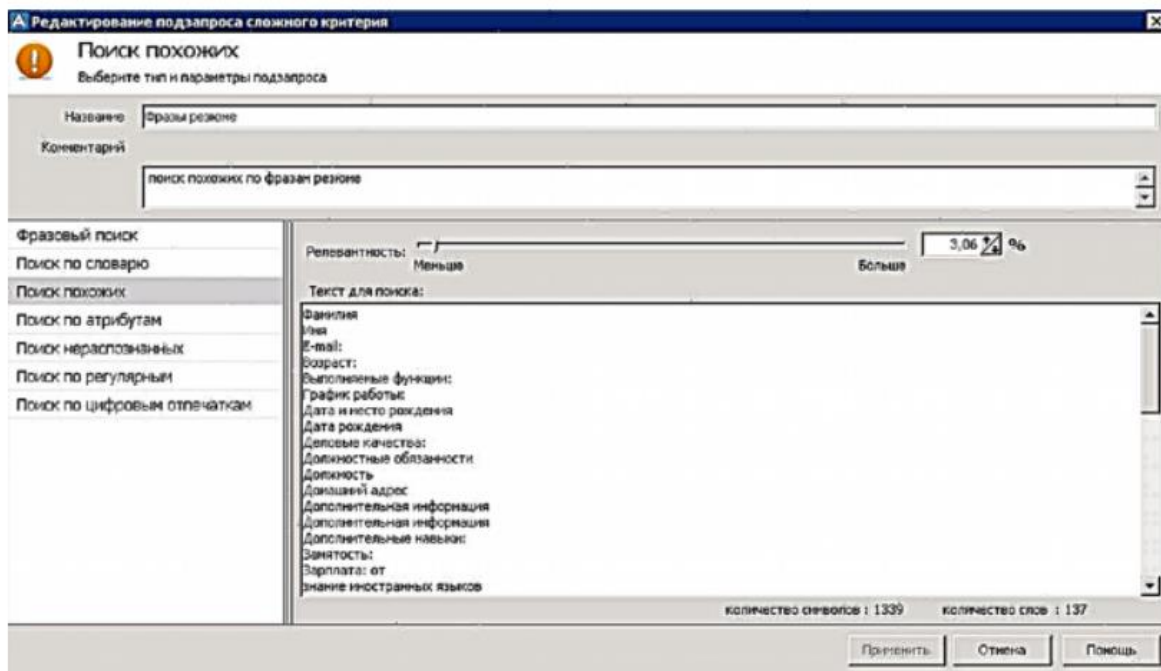 Редактирование подзапроса сложного критерия
Поиск похожих
Выберите тип и параметры подзапроса
Название Фразы резюме
Комментарий
поиск похожих по фразам резюме
Фразовый поиск
Поиск по словарю
Поиск похожих
Поиск по атрибутам
Поиск нераспознанных
Поиск по регулярным
Поиск по цифровым отпечаткам
Релевантность: 3,06 %
Меньше Больше
Текст для поиска:
Фамилия
Имя
E-mail:
Возраст:
Выполняемые функции:
График работы:
Дата и место рождения
Дата рождения
Деловые качества:
Должностные обязанности
Должность
Домашний адрес
Дополнительная информация
Дополнительная информация
Дополнительные навыки:
Занятость:
Зарплата: от
знание иностранных языков
количество символов : 1339 количество слов : 137
Применить Отмена Помощь